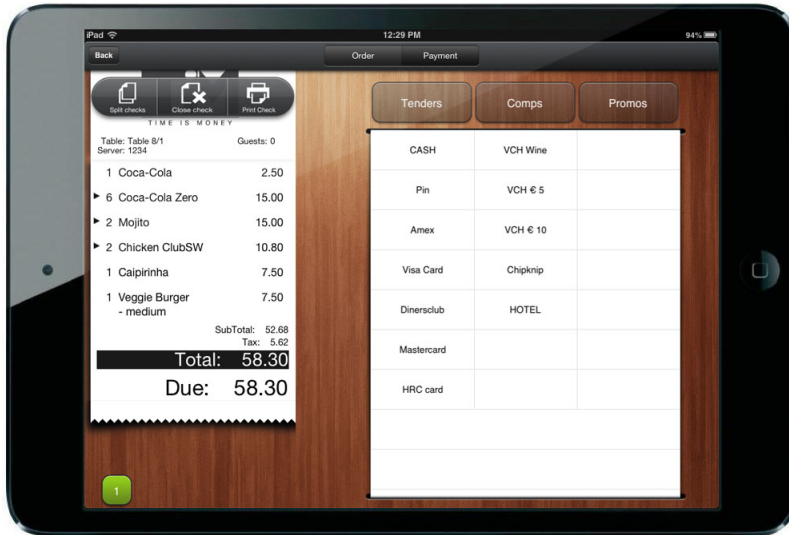 iPad
12:29 PM
94%
Back
Order
Payment
Split checks
Close check
Print Check
TIME IS MONEY
Table: Table 8/1
Guests: 0
Server: 1234
1 Coca-Cola 2.50
6 Coca-Cola Zero 15.00
2 Mojito 15.00
2 Chicken ClubSW 10.80
1 Caipirinha 7.50
1 Veggie Burger 7.50
- medium
SubTotal: 52.68
Tax: 5.62
Total: 58.30
Due: 58.30
1
Tenders
Comps
Promos
CASH
VCH Wine
Pin
VCH € 5
Amex
VCH € 10
Visa Card
Chipknip
Dinersclub
HOTEL
Mastercard
HRC card